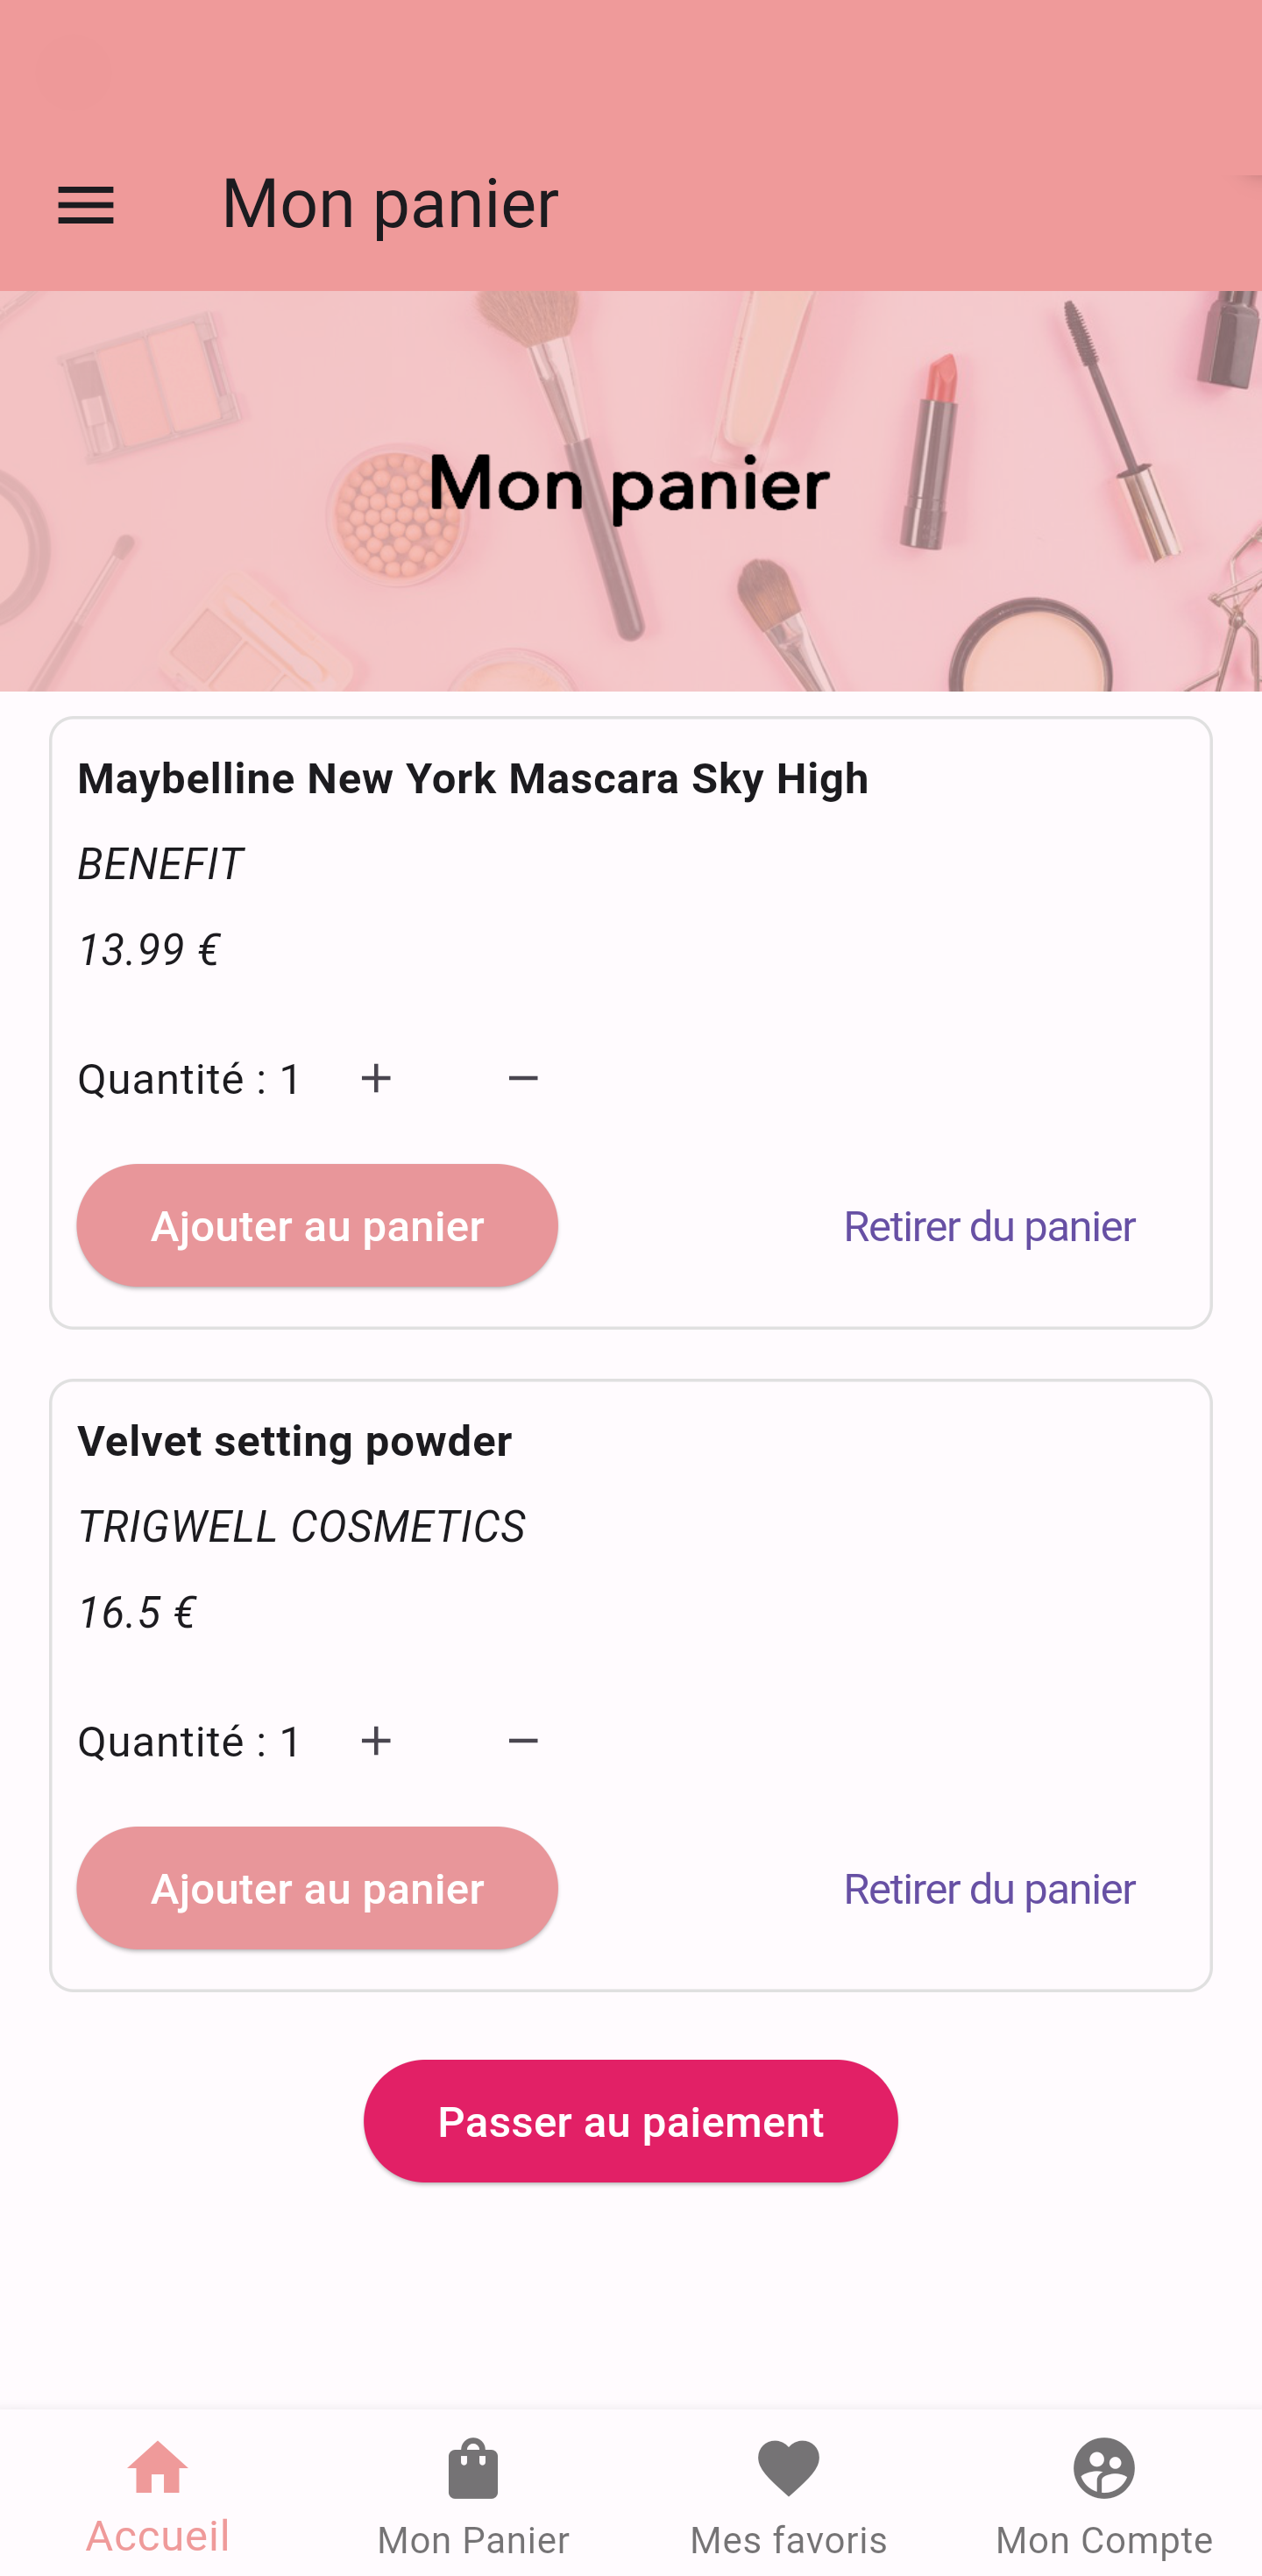 Mon panier
Mon panier
Maybelline New York Mascara Sky High
BENEFIT
13.99 €
Quantité : 1 + −
Ajouter au panier Retirer du panier
Velvet setting powder
TRIGWELL COSMETICS
16.5 €
Quantité : 1 + −
Ajouter au panier Retirer du panier
Passer au paiement
Accueil Mon Panier Mes favoris Mon Compte